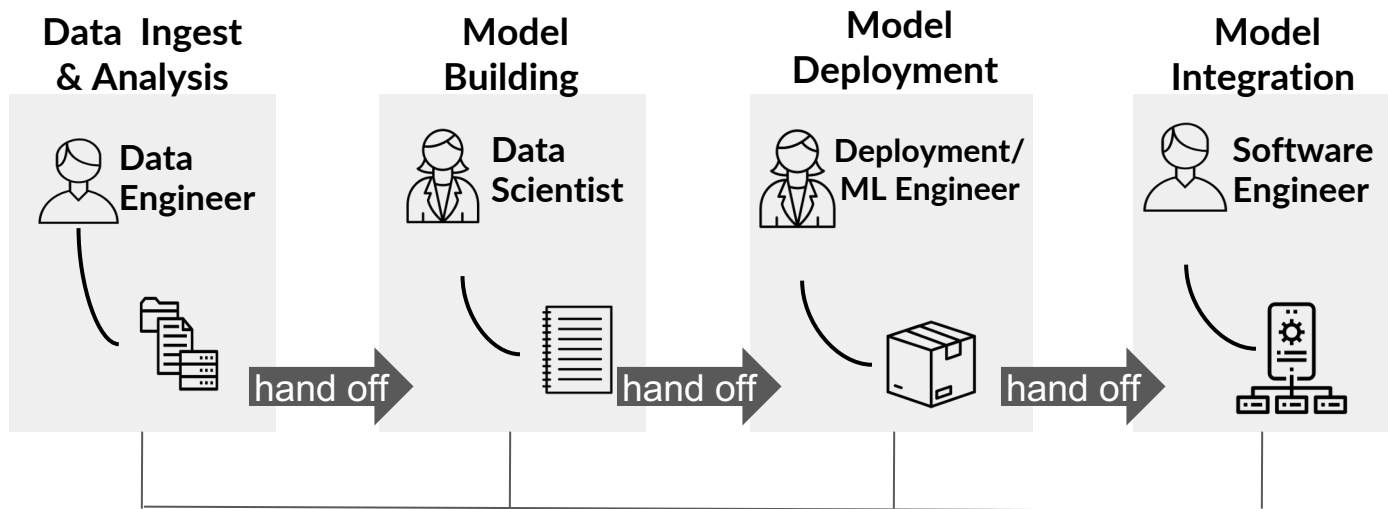 Data Ingest
& Analysis
Model
Building
Model
Deployment
Model
Integration
Data
Engineer
Data
Scientist
Deployment/
ML Engineer
Software
Engineer
hand off
hand off
hand off